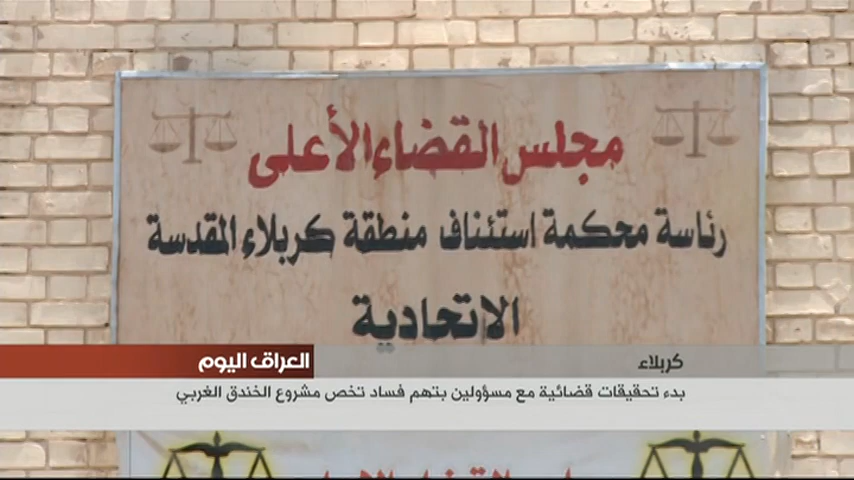 مجلس القضاء الأعلى
رئاسة محكمة استئناف منطقة كربلاء المقدسة
الاتحادية
كربلاء
العراق اليوم
بدء تحقيقات قضائية مع مسؤولين بتهم فساد تخص مشروع الخندق الغربي